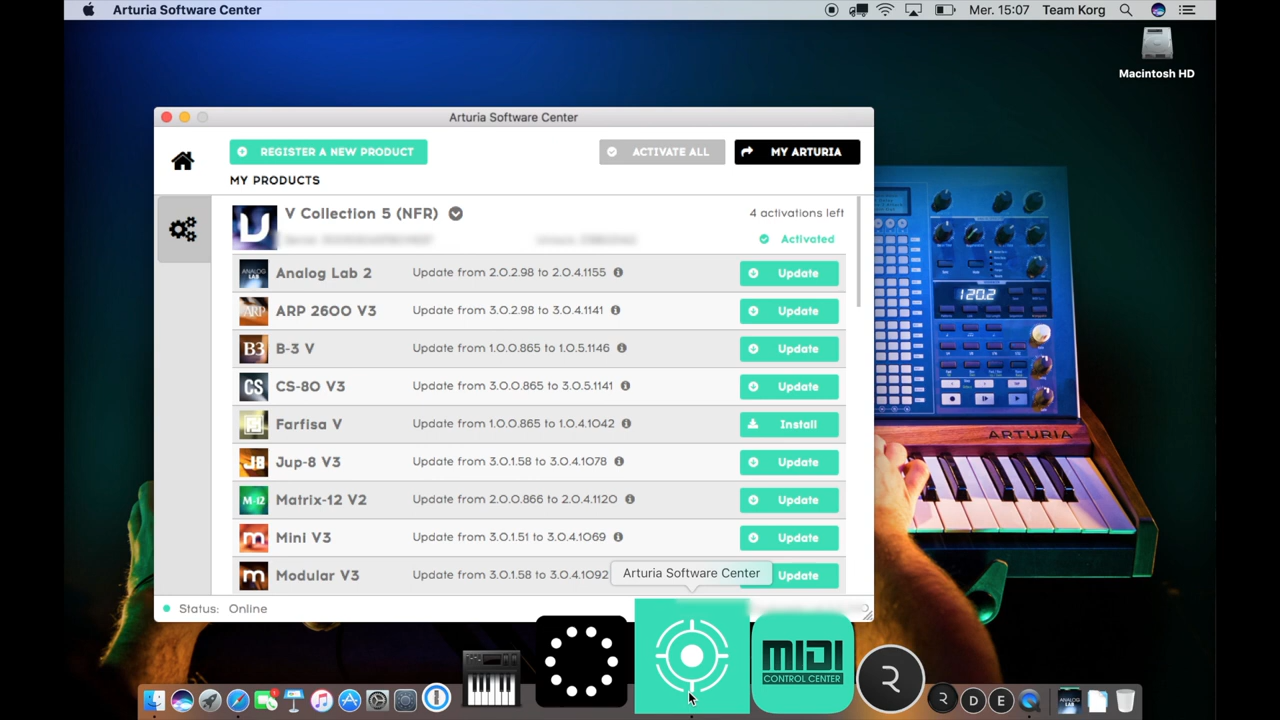 Arturia Software Center
Mer. 15:07
Team Korg
Macintosh HD
Arturia Software Center
REGISTER A NEW PRODUCT
ACTIVATE ALL
MY ARTURIA
MY PRODUCTS
V Collection 5 (NFR)
4 activations left
Activated
ANALOG LAB
Analog Lab 2
Update from 2.0.2.98 to 2.0.4.1155
Update
ARP
ARP 2600 V3
Update from 3.0.2.98 to 3.0.4.1141
Update
B3
B-3 V
Update from 1.0.0.865 to 1.0.5.1146
Update
CS
CS-80 V3
Update from 3.0.0.865 to 3.0.5.1141
Update
Farfisa V
Update from 1.0.0.865 to 1.0.4.1042
Install
J8
Jup-8 V3
Update from 3.0.1.58 to 3.0.4.1078
Update
M-12
Matrix-12 V2
Update from 2.0.0.866 to 2.0.4.1120
Update
m
Mini V3
Update from 3.0.1.51 to 3.0.4.1069
Update
m
Modular V3
Update from 3.0.1.58 to 3.0.4.1092
Update
Arturia Software Center
Status: Online
120.2
ARTURIA
MIDI
CONTROL CENTER
R
R
D
E